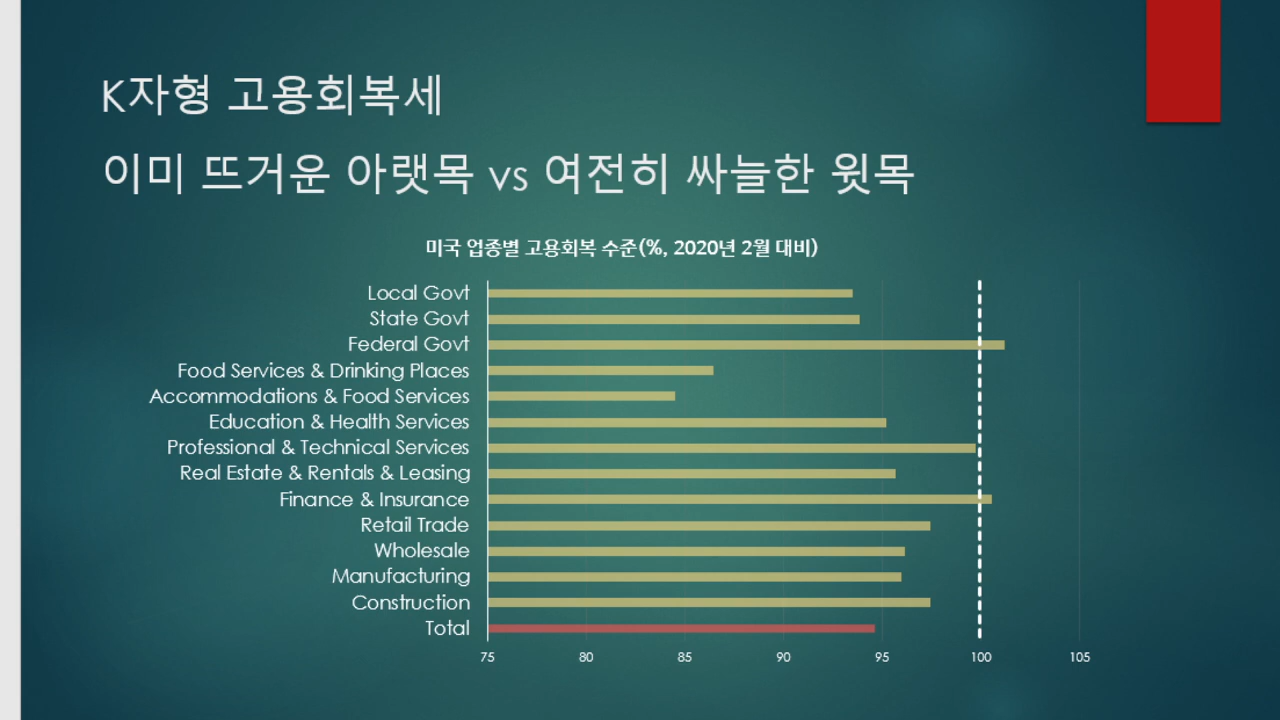 K자형 고용회복세
이미 뜨거운 아랫목 vs 여전히 싸늘한 윗목
미국 업종별 고용회복 수준(%, 2020년 2월 대비)
Local Govt
State Govt
Federal Govt
Food Services & Drinking Places
Accommodations & Food Services
Education & Health Services
Professional & Technical Services
Real Estate & Rentals & Leasing
Finance & Insurance
Retail Trade
Wholesale
Manufacturing
Construction
Total
75 80 85 90 95 100 105